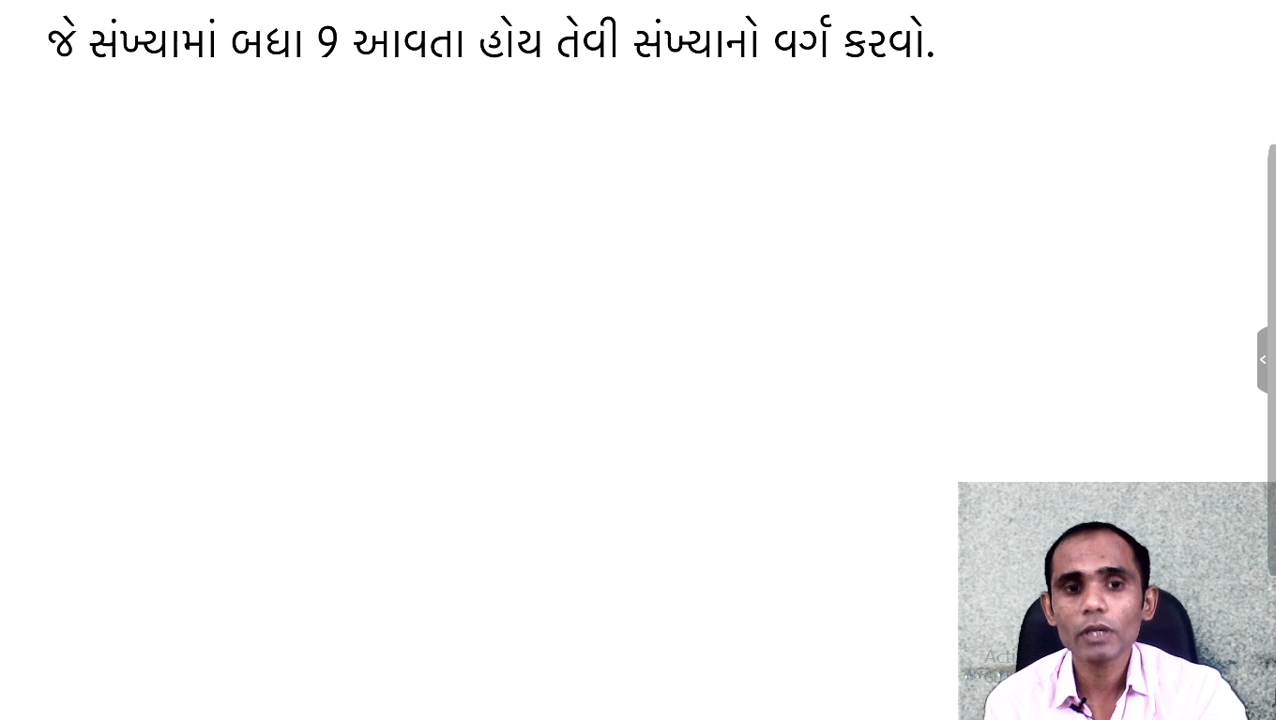 જે સંખ્યામાં બધા 9 આવતા હોય તેવી સંખ્યાનો વર્ગ કરવો.